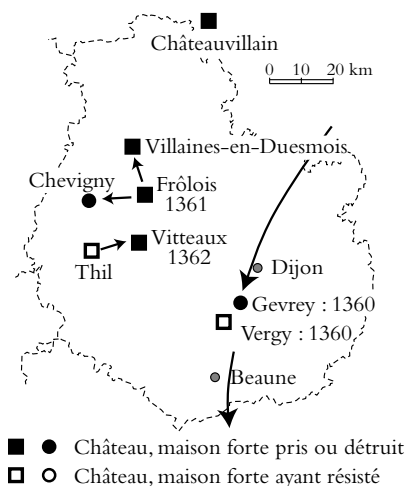 Châteauvillain
0 10 20 km
Villaines-en-Duesmois
Chevigny
Frôlois
1361
Vitteaux
1362
Thil
Dijon
Gevrey : 1360
Vergy : 1360
Beaune
Château, maison forte pris ou détruit
Château, maison forte ayant résisté